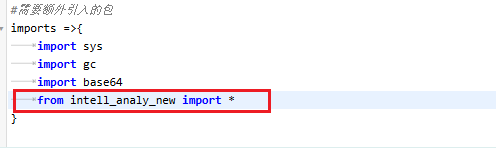 #需要额外引入的包
imports =>{
import sys
import gc
import base64
from intell_analy_new import *
}